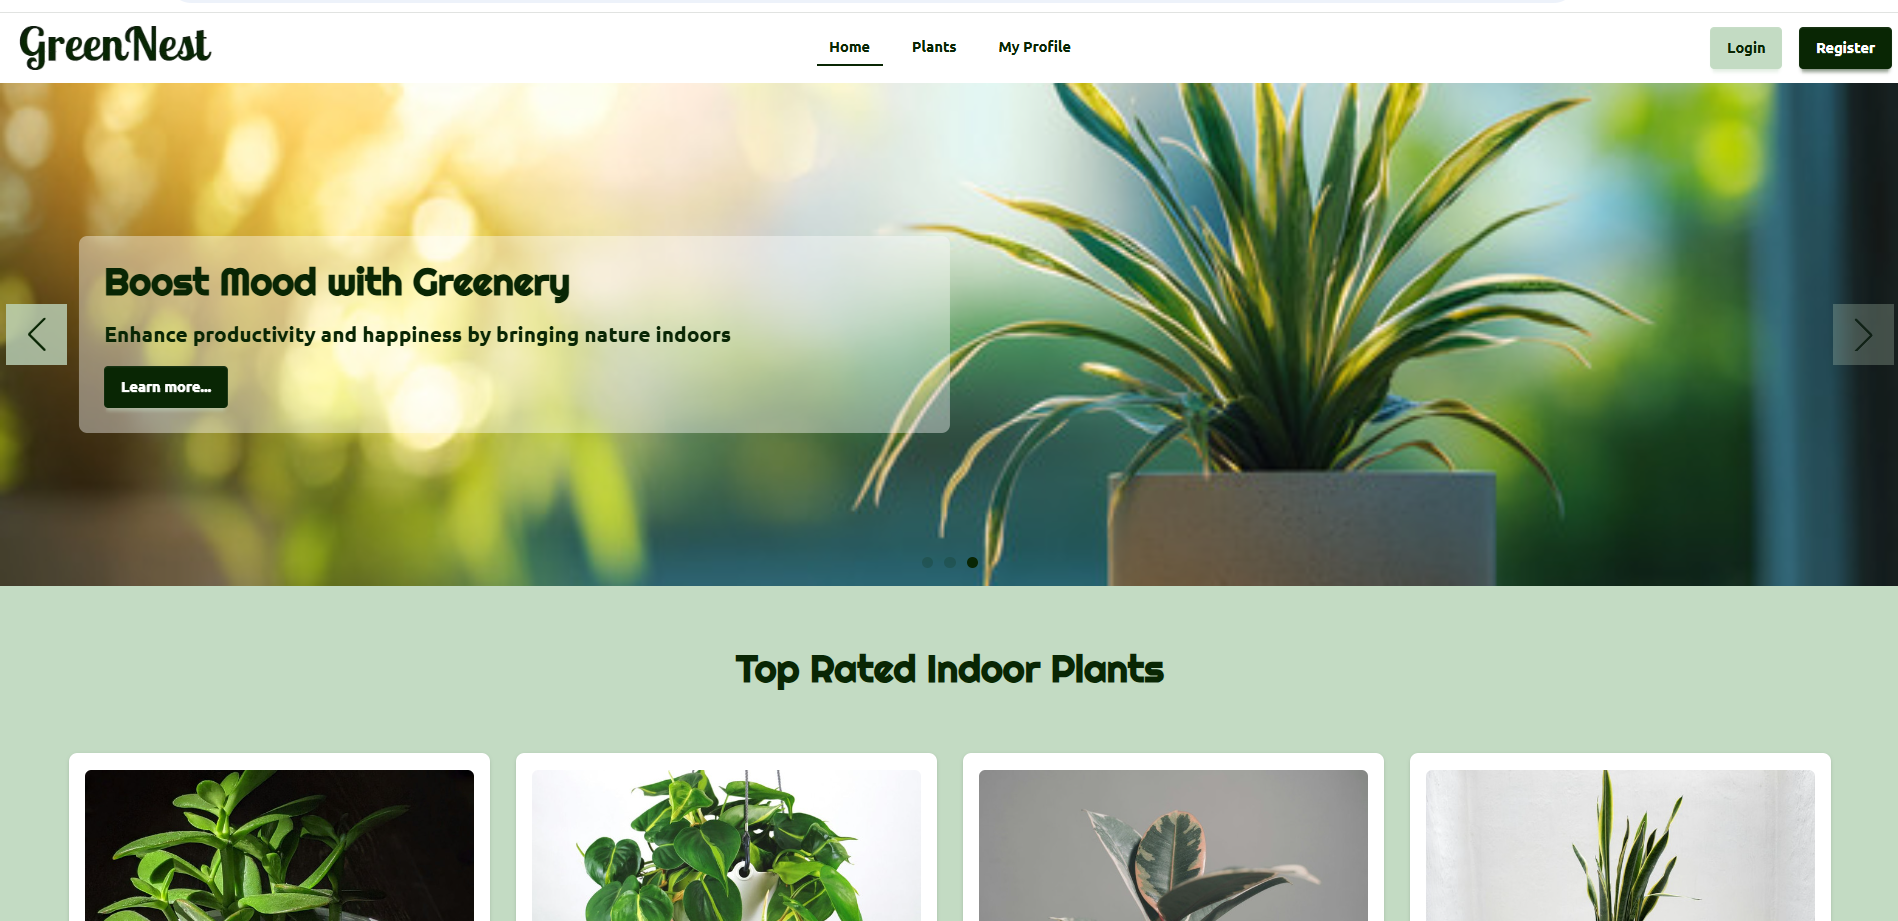 GreenNest
Home
Plants
My Profile
Login
Register
Boost Mood with Greenery
Enhance productivity and happiness by bringing nature indoors
Learn more...
Top Rated Indoor Plants